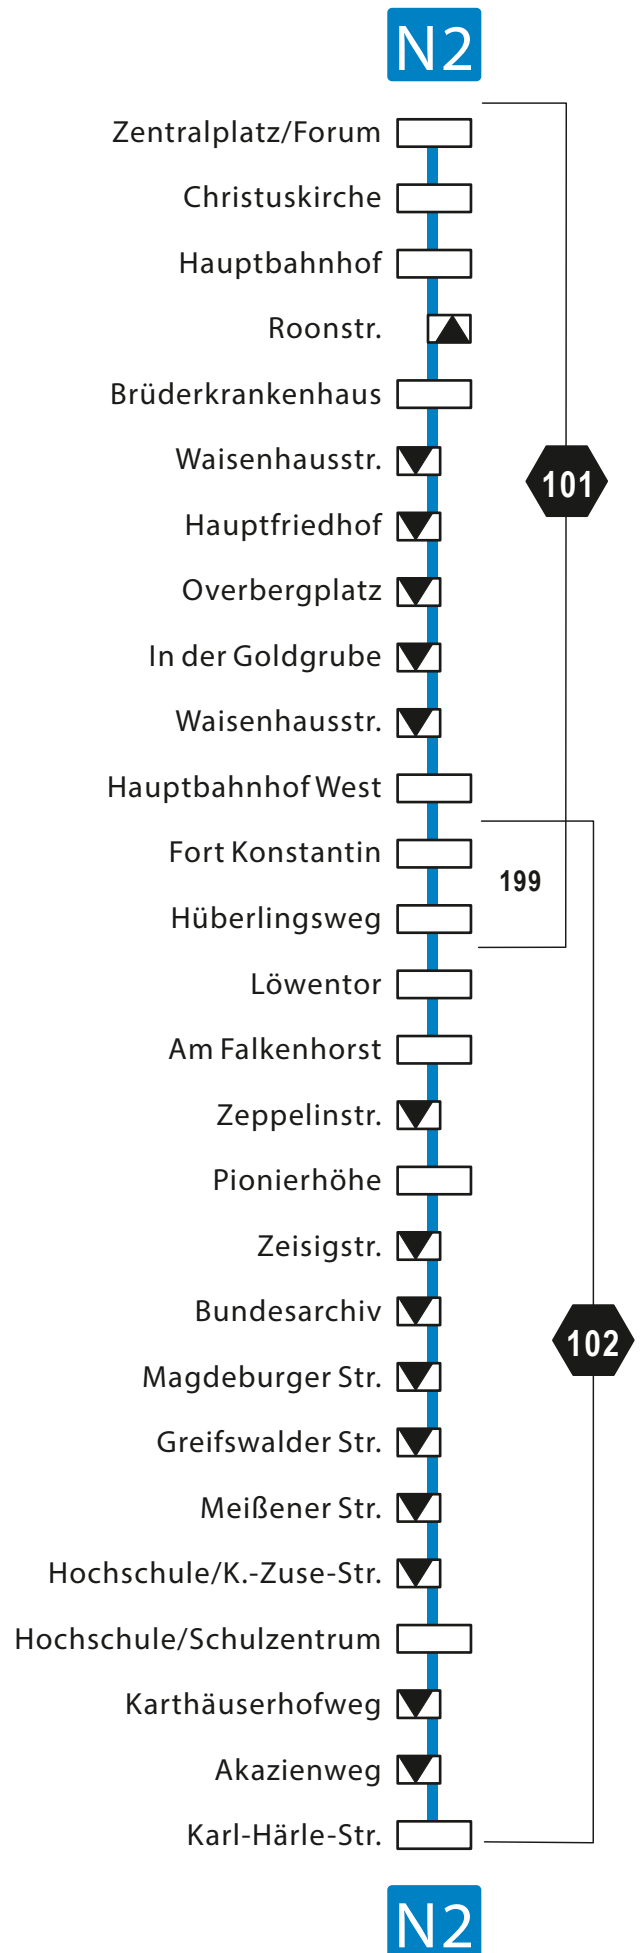 N2
Zentralplatz/Forum
Christuskirche
Hauptbahnhof
Roonstr.
Brüderkrankenhaus
Waisenhausstr.
101
Hauptfriedhof
Overbergplatz
In der Goldgrube
Waisenhausstr.
Hauptbahnhof West
Fort Konstantin
199
Hüberlingsweg
Löwentor
Am Falkenhorst
Zeppelinstr.
Pionierhöhe
Zeisigstr.
Bundesarchiv
102
Magdeburger Str.
Greifswalder Str.
Meißener Str.
Hochschule/K.-Zuse-Str.
Hochschule/Schulzentrum
Karthäuserhofweg
Akazienweg
Karl-Härle-Str.
N2